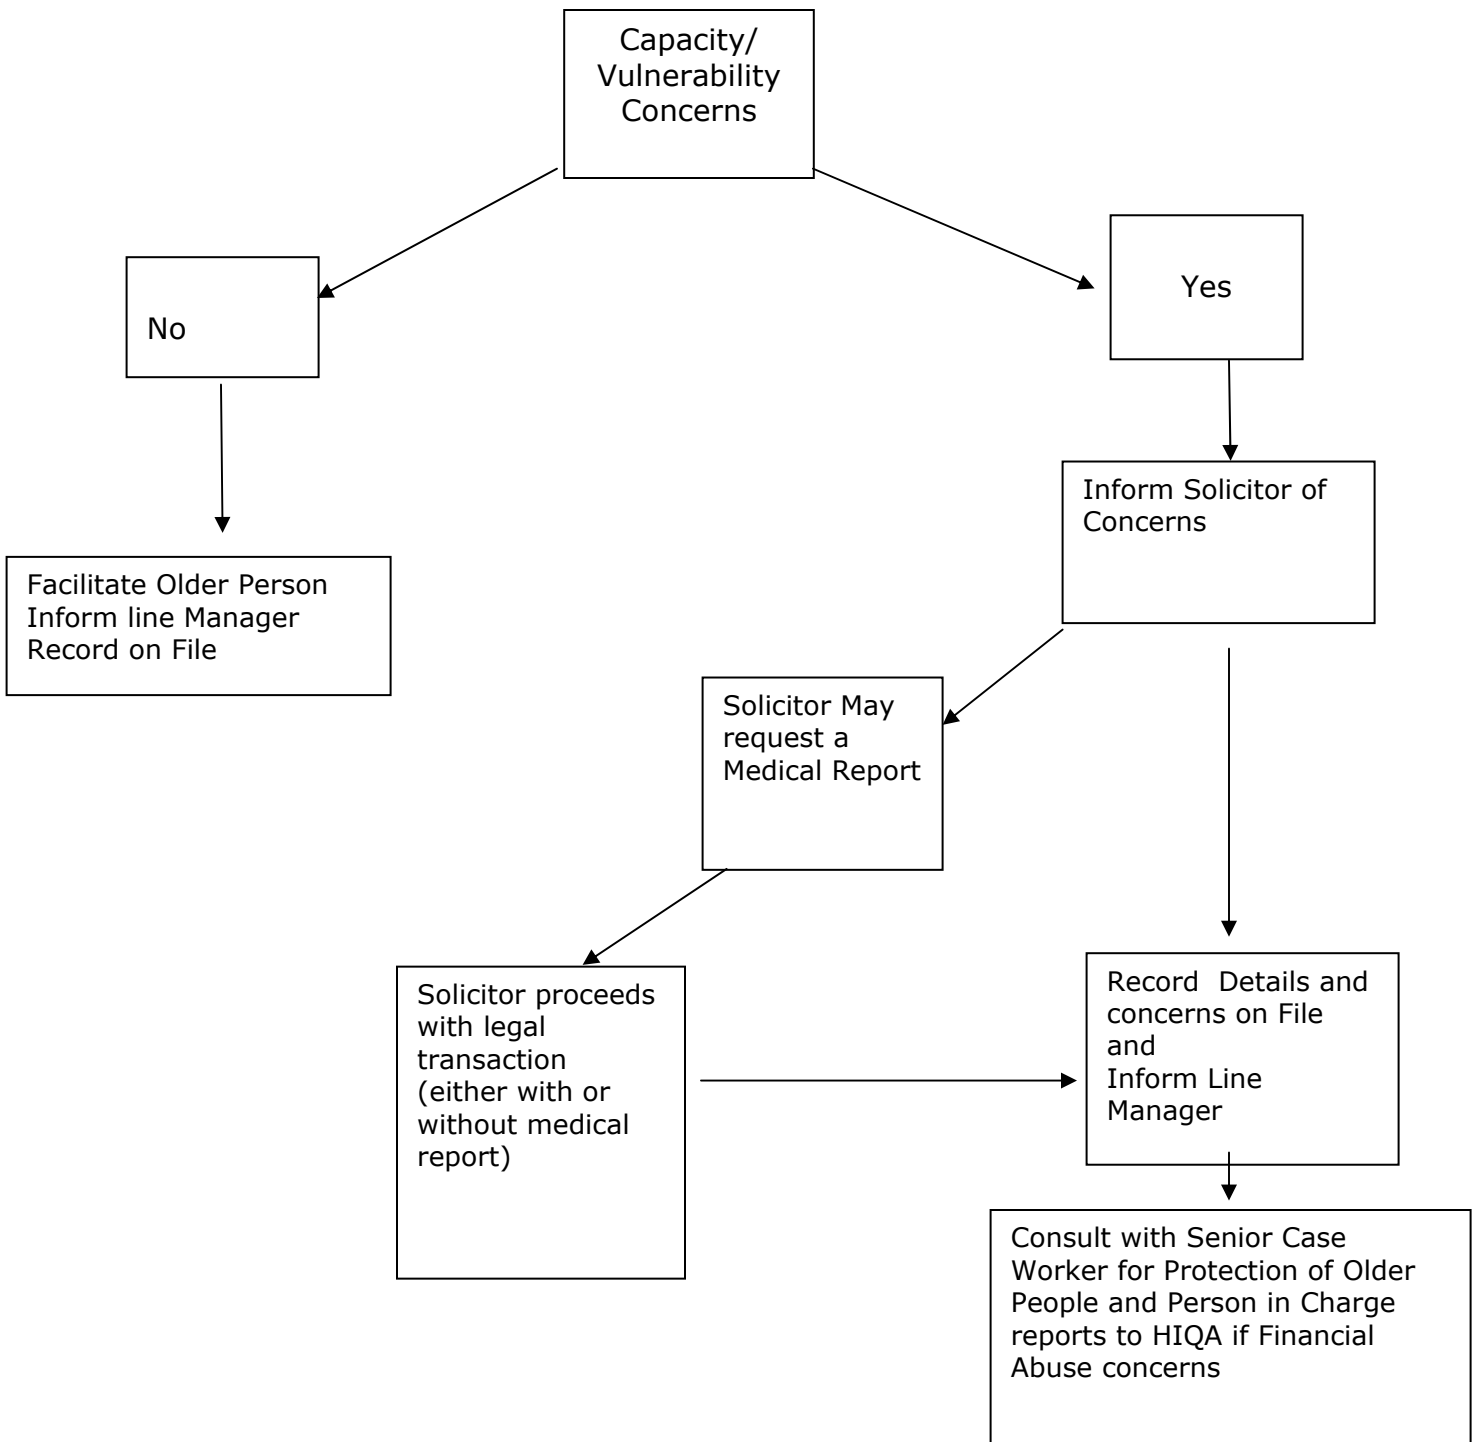 Capacity/
Vulnerability
Concerns
No
Yes
Inform Solicitor of
Concerns
Facilitate Older Person
Inform line Manager
Record on File
Solicitor May
request a
Medical Report
Solicitor proceeds
with legal
transaction
(either with or
without medical
report)
Record  Details and
concerns on File
and
Inform Line
Manager
Consult with Senior Case
Worker for Protection of Older
People and Person in Charge
reports to HIQA if Financial
Abuse concerns